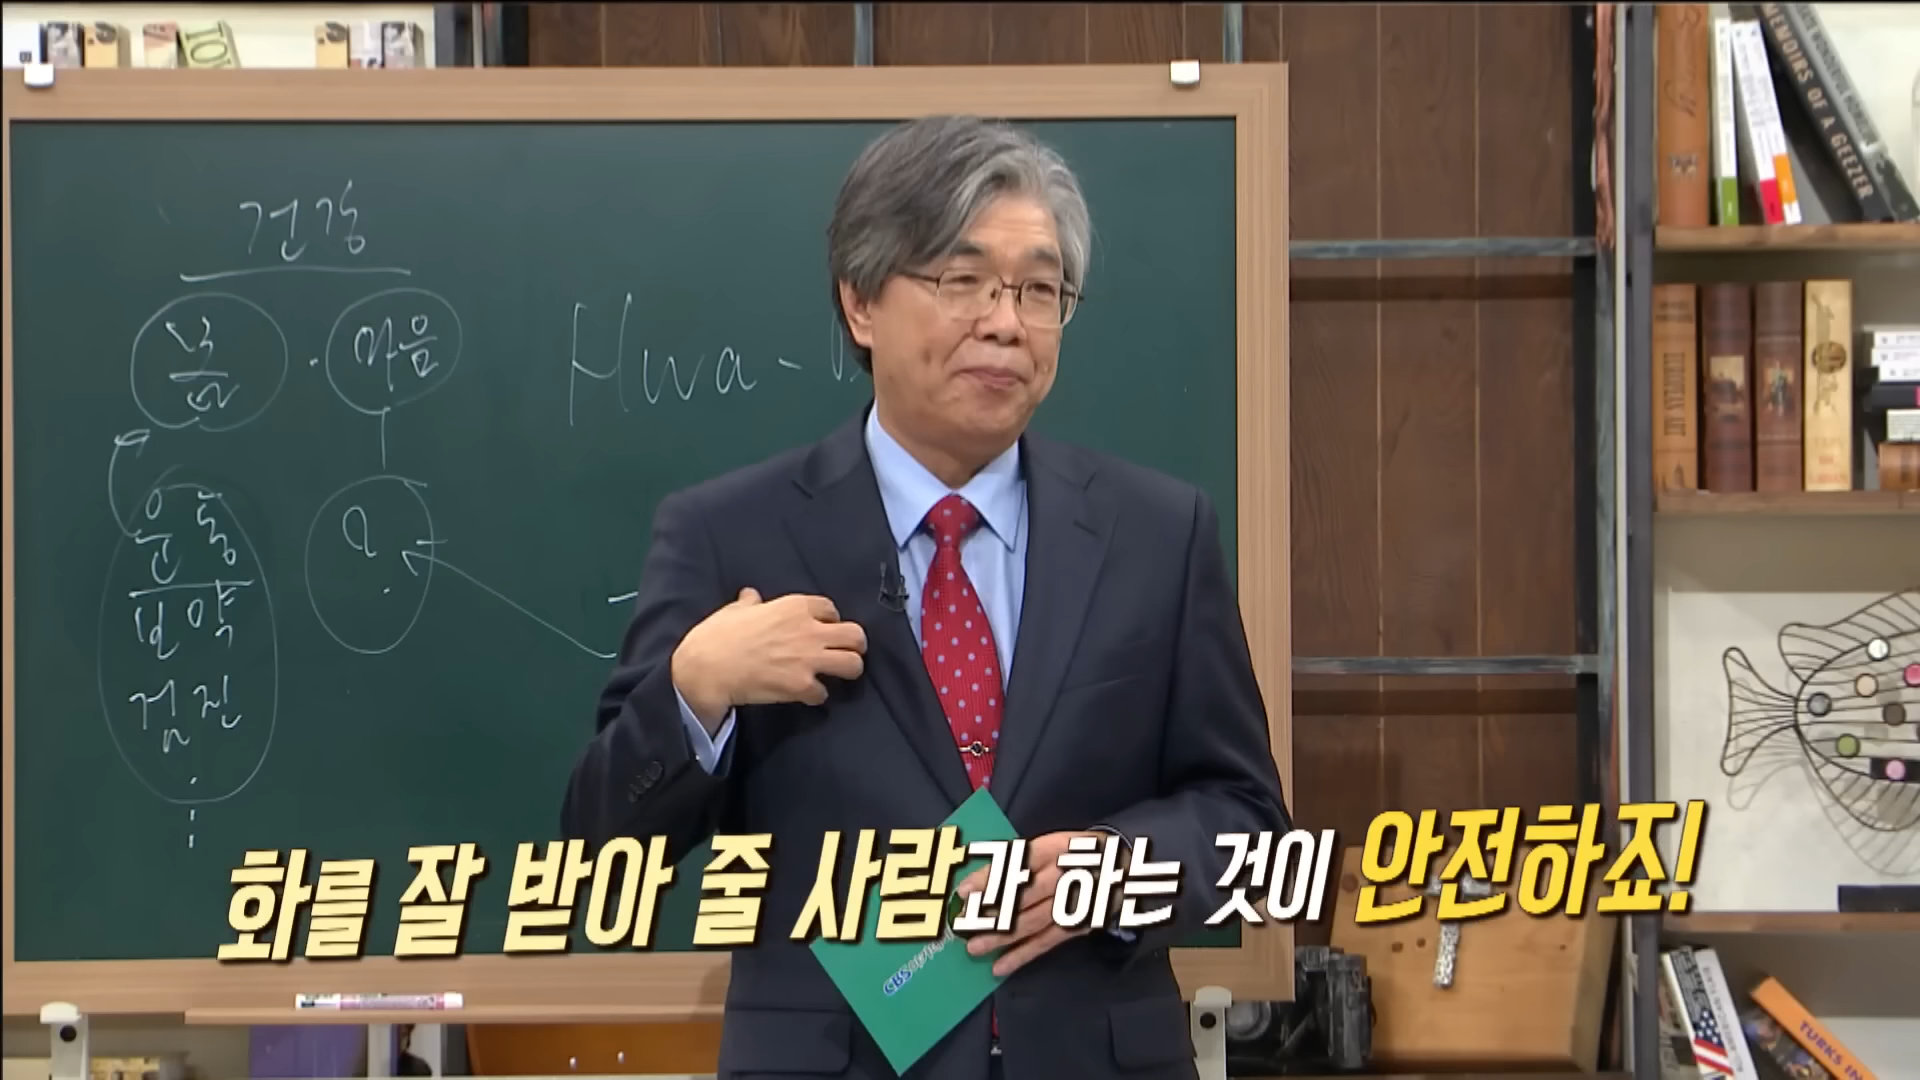 건강
몸 · 마음
Hwa-
?
운동
보약
검진
화를 잘 받아 줄 사람과 하는 것이 안전하죠!
CBS
MEMOIRS OF A GEEZER
TURKS IN